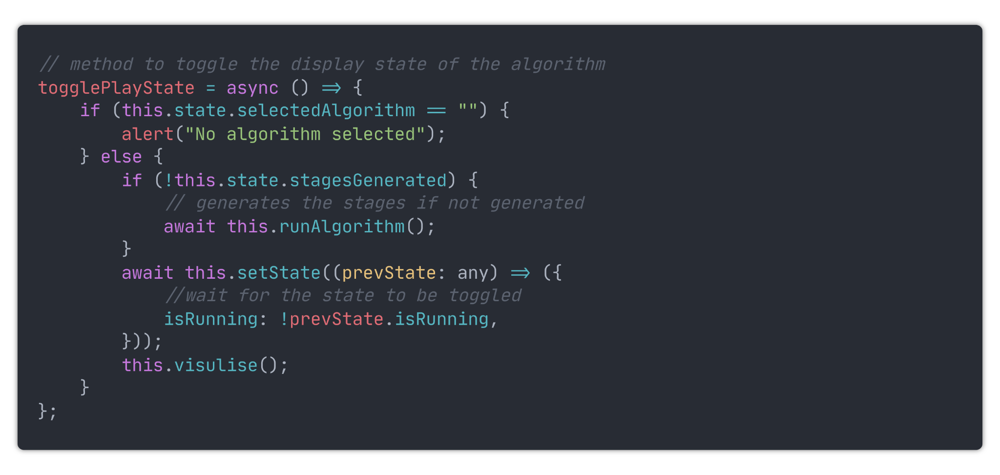 // method to toggle the display state of the algorithm
togglePlayState = async () => {
    if (this.state.selectedAlgorithm == "") {
        alert("No algorithm selected");
    } else {
        if (!this.state.stagesGenerated) {
            // generates the stages if not generated
            await this.runAlgorithm();
        }
        await this.setState((prevState: any) => ({
            //wait for the state to be toggled
            isRunning: !prevState.isRunning,
        }));
        this.visulise();
    }
};